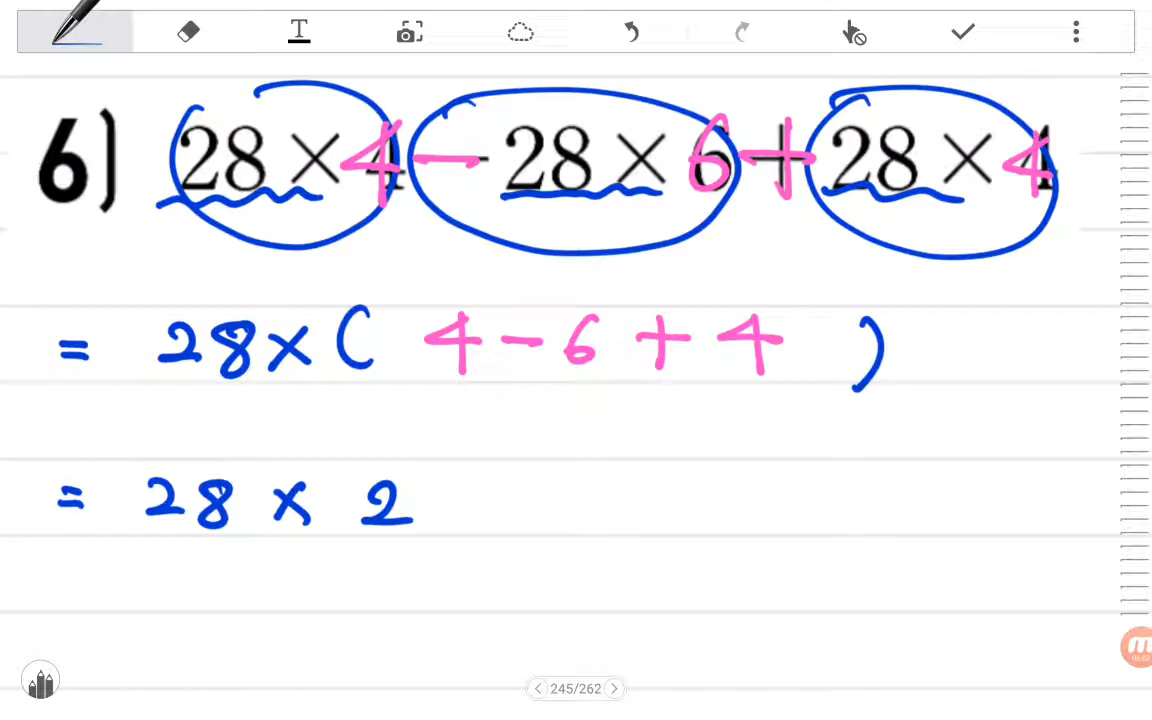 T
6) 28 × 4 - 28 × 6 + 28 × 4
= 28 × ( 4 - 6 + 4 )
= 28 × 2
245/262